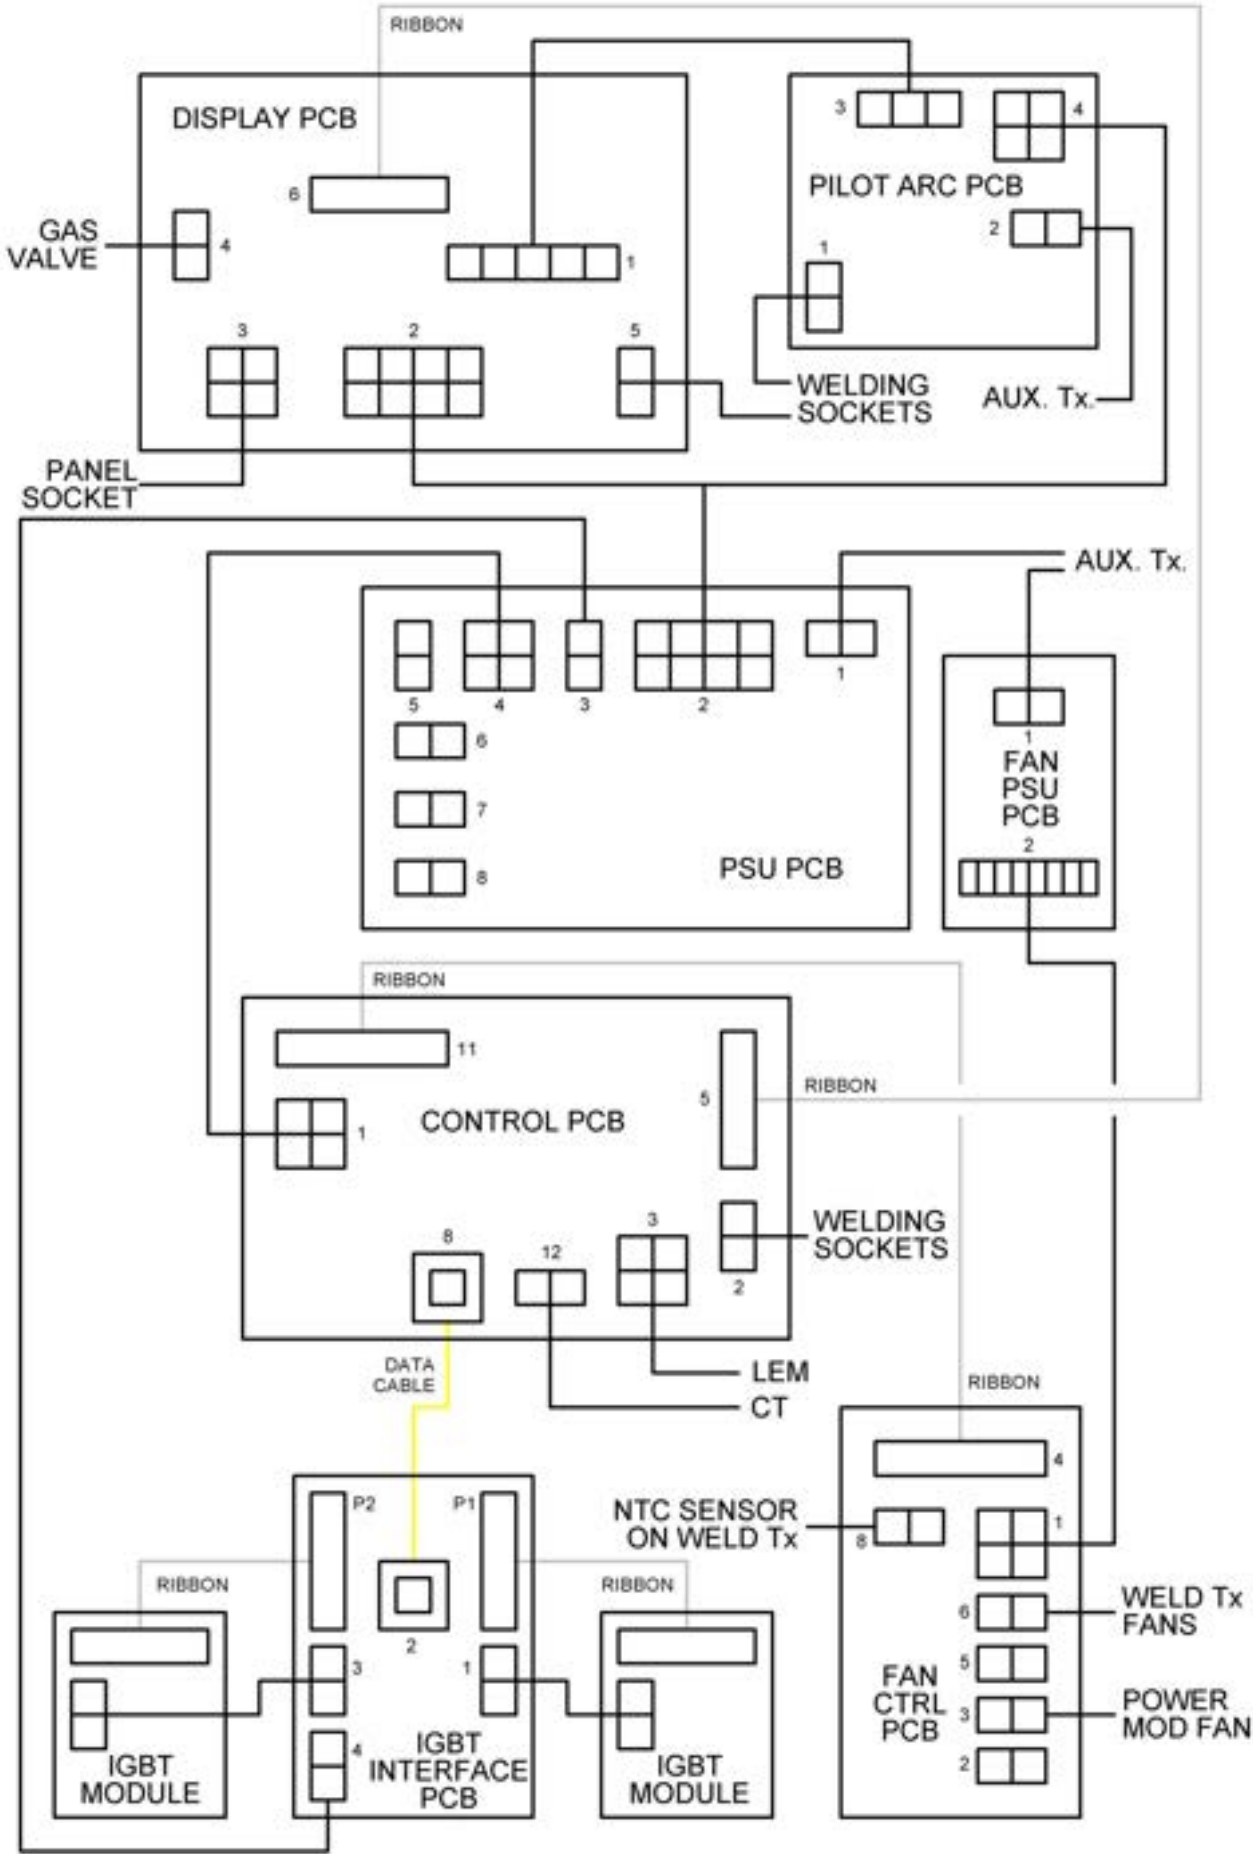 RIBBON
DISPLAY PCB
6
GAS
VALVE
4
1
3
2
5
3
4
PILOT ARC PCB
2
1
WELDING
SOCKETS
AUX. Tx.
PANEL
SOCKET
AUX. Tx.
5
4
3
2
1
6
7
8
PSU PCB
1
FAN
PSU
PCB
2
RIBBON
11
1
CONTROL PCB
5
RIBBON
8
12
3
2
WELDING
SOCKETS
DATA
CABLE
LEM
CT
RIBBON
4
NTC SENSOR
ON WELD Tx
8
1
6
WELD Tx
FANS
5
FAN
CTRL
PCB
3
POWER
MOD FAN
2
P2
P1
RIBBON
2
RIBBON
3
1
4
IGBT
INTERFACE
PCB
IGBT
MODULE
IGBT
MODULE